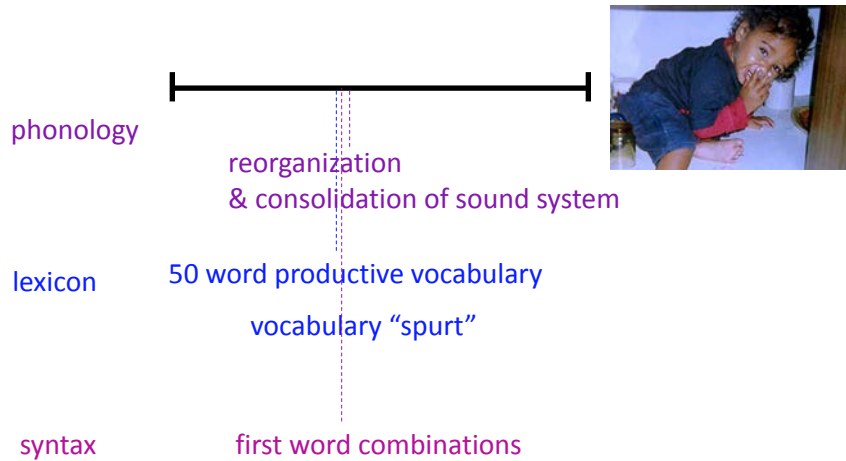 phonology
reorganization
& consolidation of sound system
lexicon
50 word productive vocabulary
vocabulary “spurt”
syntax
first word combinations